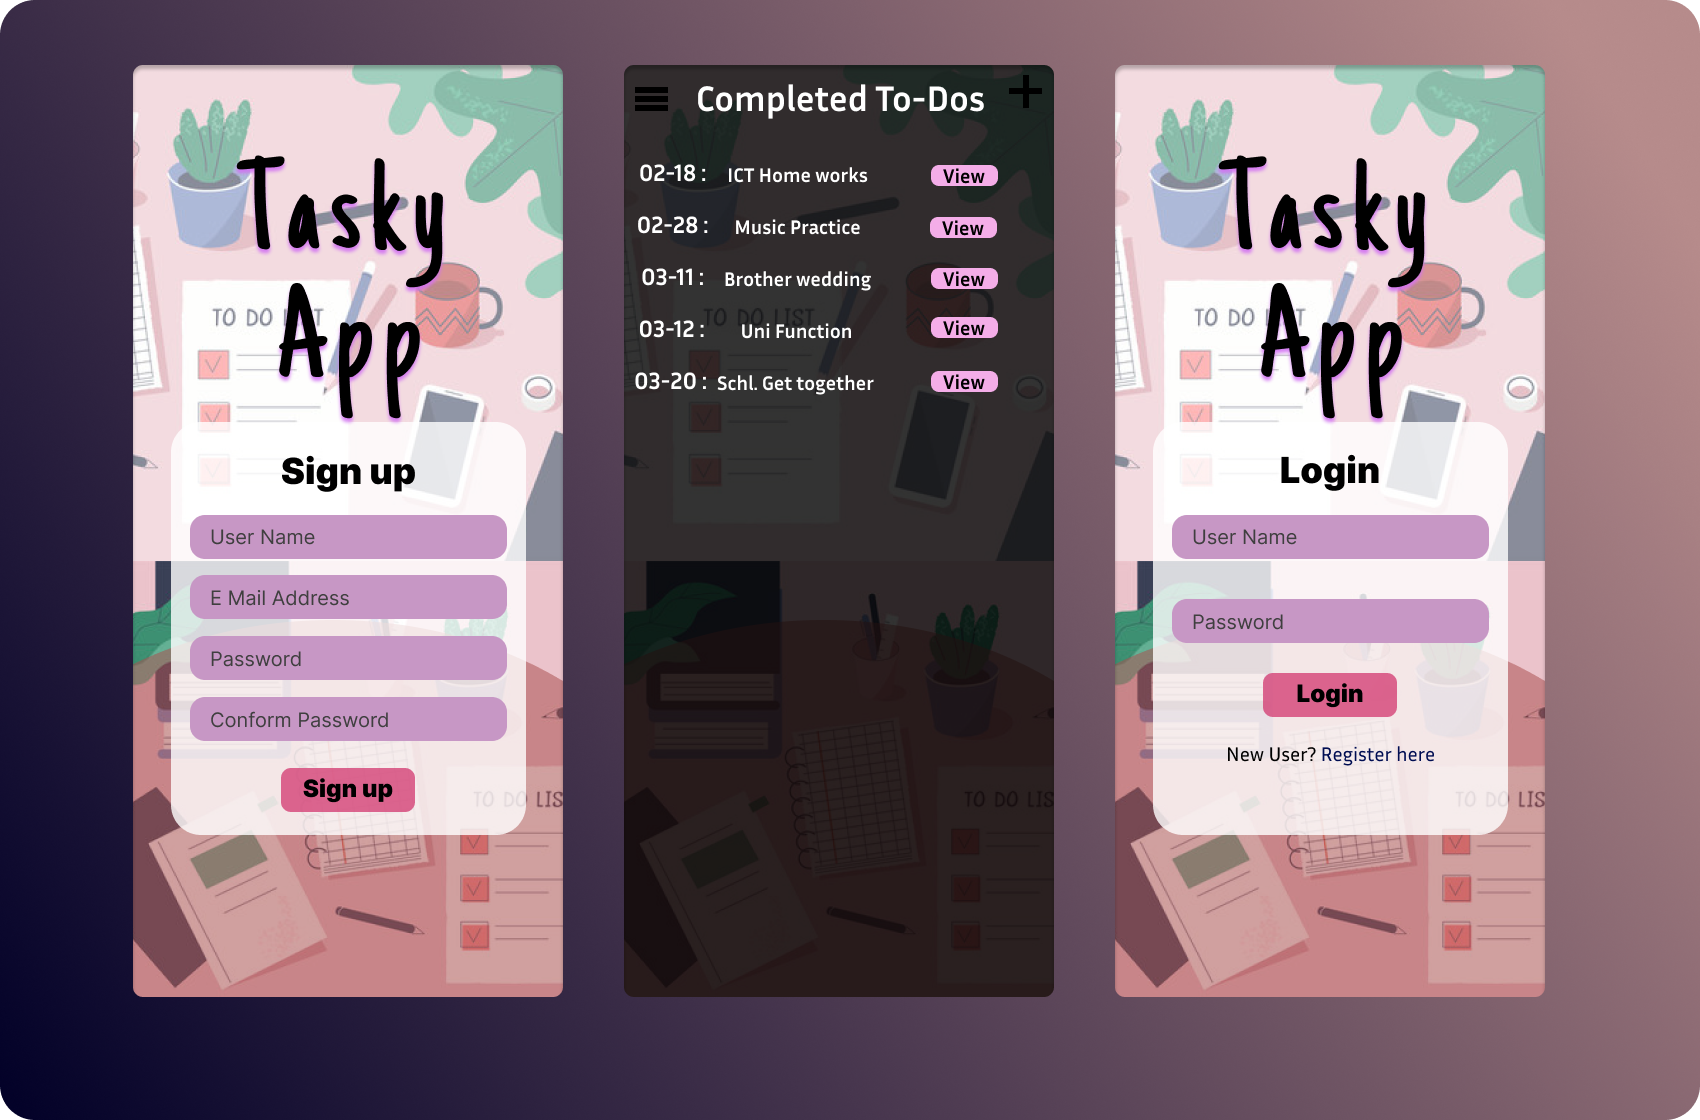 Tasky
App
TO DO LIST
Sign up
User Name
E Mail Address
Password
Conform Password
Sign up
TO DO LIS
Completed To-Dos
02-18 : ICT Home works View
02-28 : Music Practice View
03-11 : Brother wedding View
03-12 : Uni Function View
03-20 : Schl. Get together View
TO DO LIST
TO DO LIS
Tasky
App
TO DO LIST
Login
User Name
Password
Login
New User? Register here
TO DO LIS